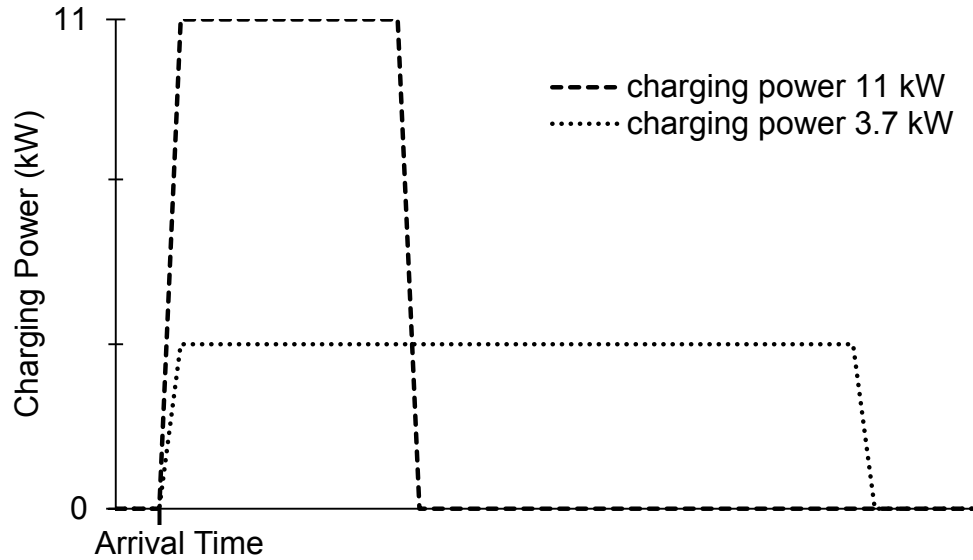 11
charging power 11 kW
charging power 3.7 kW
Charging Power (kW)
0
Arrival Time